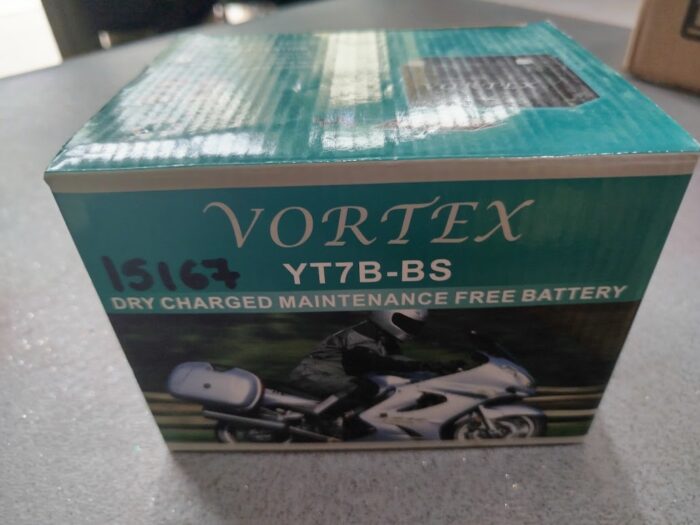 VORTEX
15167 YT7B-BS
DRY CHARGED MAINTENANCE FREE BATTERY